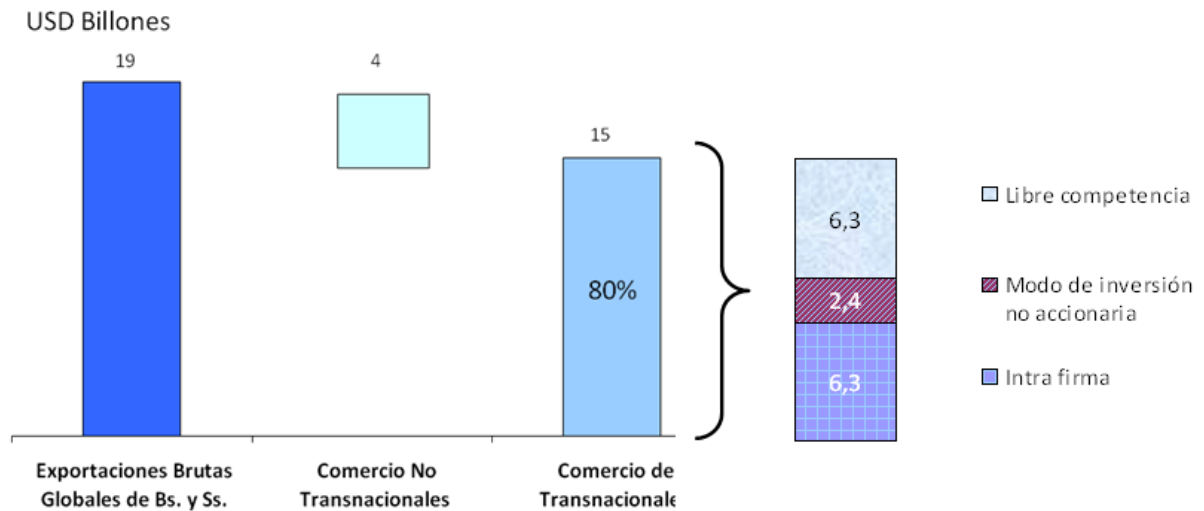 USD Billones
19
4
15
80%
6,3
2,4
6,3
Libre competencia
Modo de inversión
no accionaria
Intra firma
Exportaciones Brutas
Globales de Bs. y Ss.
Comercio No
Transnacionales
Comercio de
Transnacionale